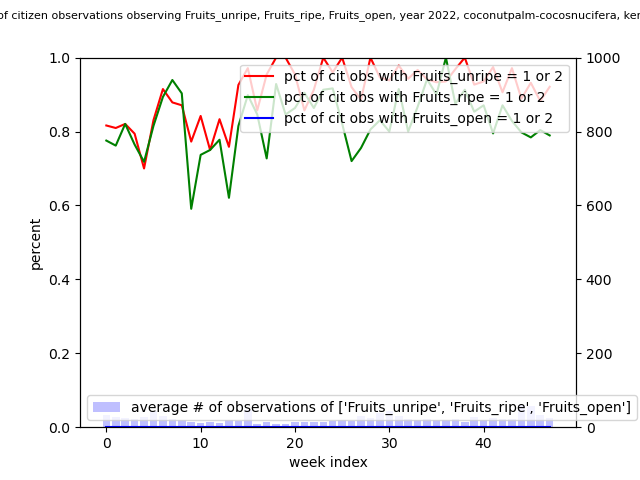 of citizen observations observing Fruits_unripe, Fruits_ripe, Fruits_open, year 2022, coconutpalm-cocosnucifera,
1.0
0.8
0.6
0.4
0.2
0.0
percent
pct of cit obs with Fruits_unripe = 1 or 2
pct of cit obs with Fruits_ripe = 1 or 2
pct of cit obs with Fruits_open = 1 or 2
1000
800
600
400
200
0
average # of observations of ['Fruits_unripe', 'Fruits_ripe', 'Fruits_open']
0 10 20 30 40
week index